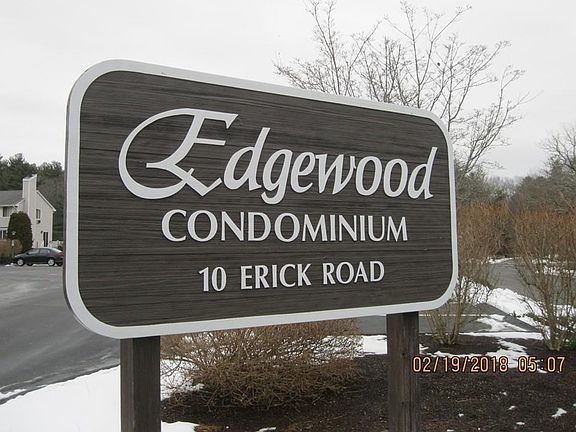 Edgewood
CONDOMINIUM
10 ERICK ROAD
02/19/2018 05:07